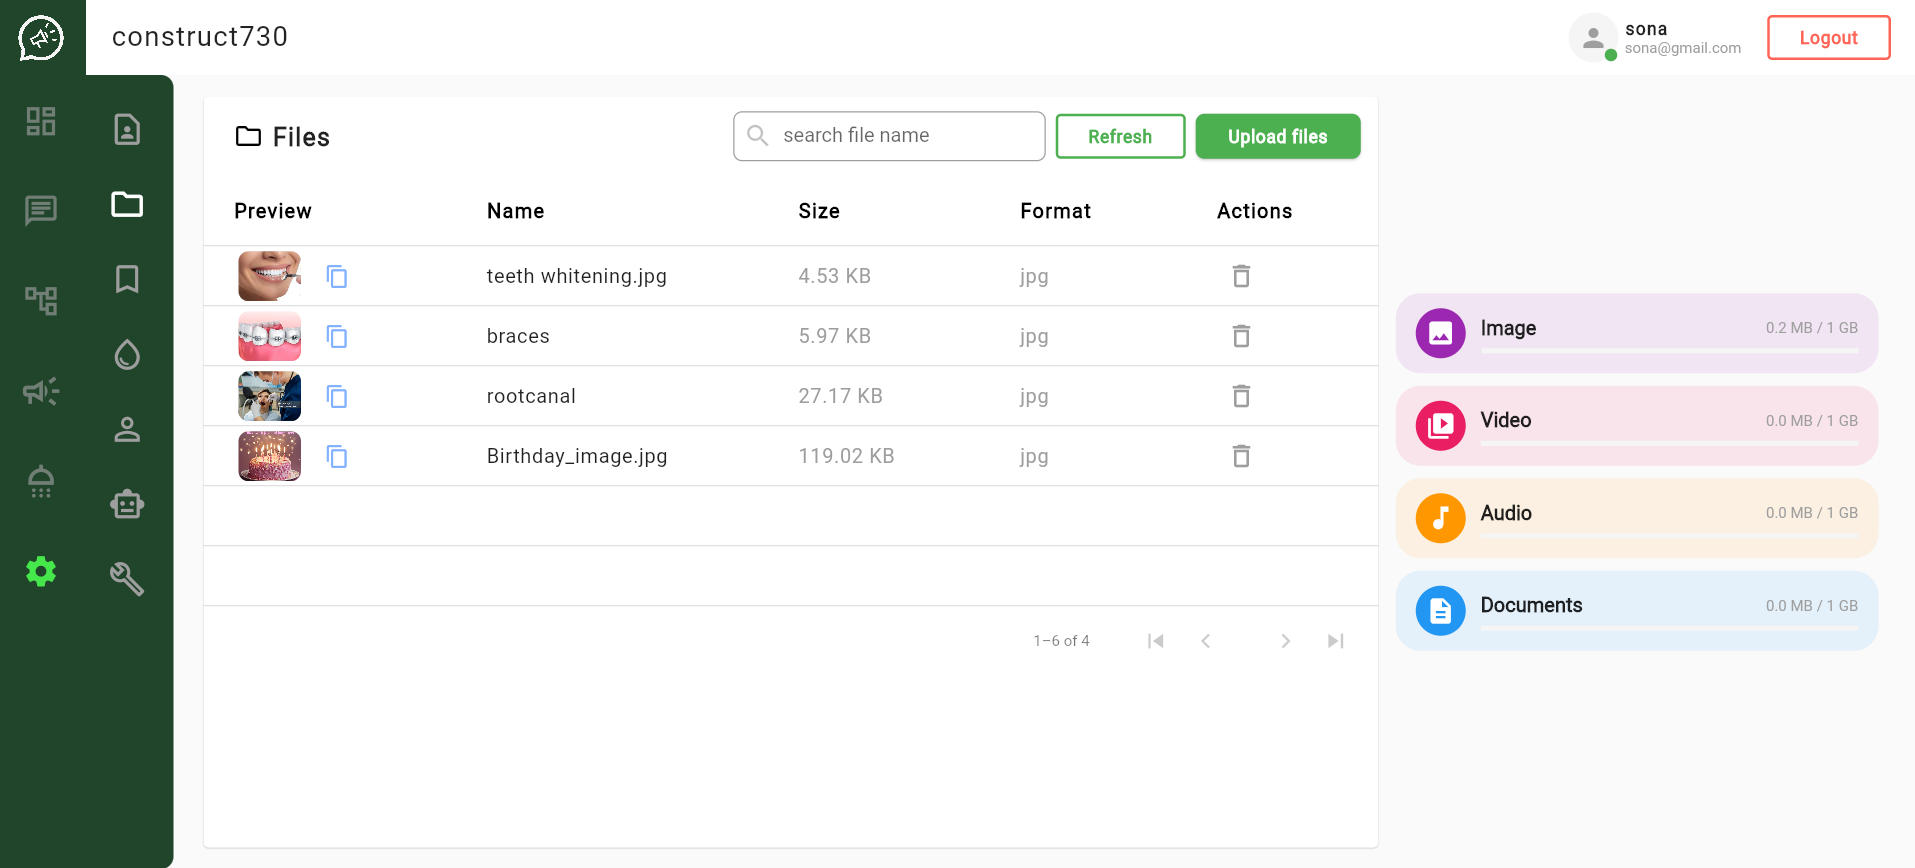 construct730
sona
sona@gmail.com
Logout
Files
search file name
Refresh
Upload files
Preview Name Size Format Actions
teeth whitening.jpg 4.53 KB jpg
braces 5.97 KB jpg
rootcanal 27.17 KB jpg
Birthday_image.jpg 119.02 KB jpg
1–6 of 4
Image 0.2 MB / 1 GB
Video 0.0 MB / 1 GB
Audio 0.0 MB / 1 GB
Documents 0.0 MB / 1 GB